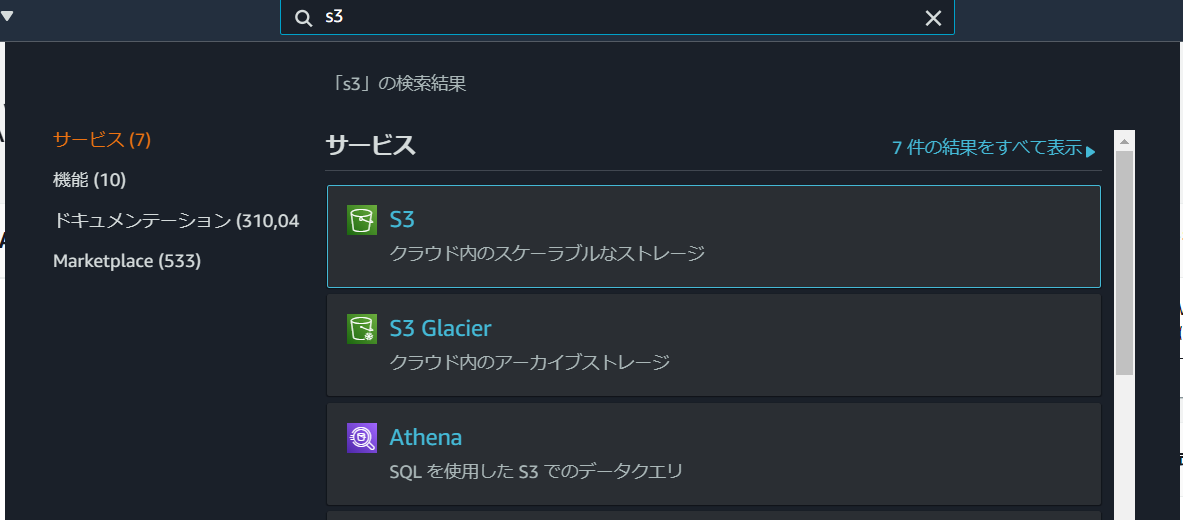 s3
「s3」の検索結果
サービス (7)
機能 (10)
ドキュメンテーション (310,04
Marketplace (533)
サービス
7 件の結果をすべて表示
S3
クラウド内のスケーラブルなストレージ
S3 Glacier
クラウド内のアーカイブストレージ
Athena
SQL を使用した S3 でのデータクエリ